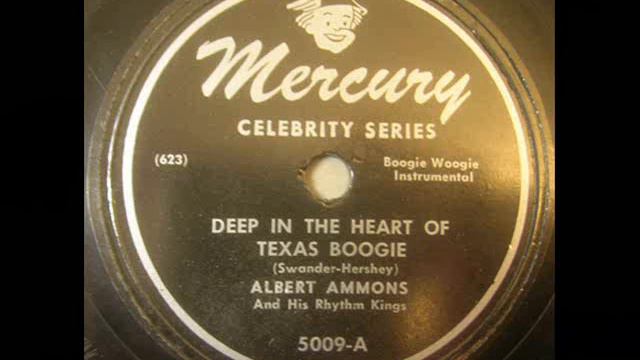 Mercury
CELEBRITY SERIES
(623)
Boogie Woogie
Instrumental
DEEP IN THE HEART OF
TEXAS BOOGIE
(Swander-Hershey)
ALBERT AMMONS
And His Rhythm Kings
5009-A